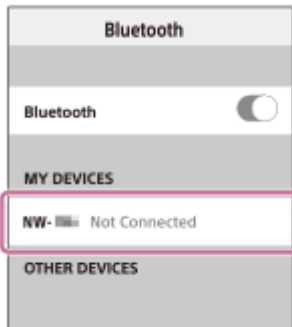 Bluetooth
Bluetooth
MY DEVICES
NW- Not Connected
OTHER DEVICES